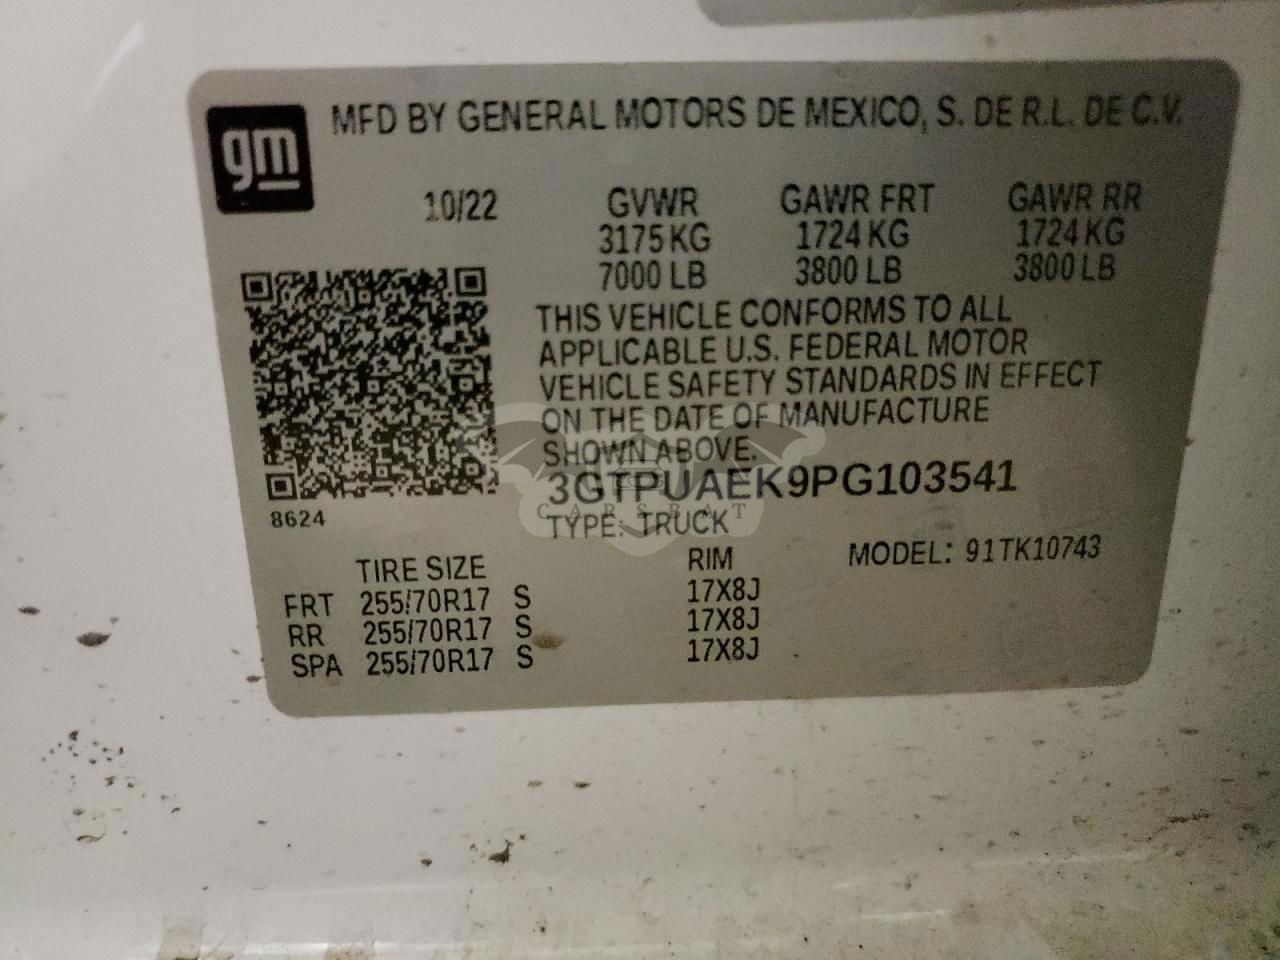 gm
MFD BY GENERAL MOTORS DE MEXICO, S. DE R.L. DE C.V.
10/22 GVWR GAWR FRT GAWR RR
3175 KG 1724 KG 1724 KG
7000 LB 3800 LB 3800 LB
THIS VEHICLE CONFORMS TO ALL
APPLICABLE U.S. FEDERAL MOTOR
VEHICLE SAFETY STANDARDS IN EFFECT
ON THE DATE OF MANUFACTURE
SHOWN ABOVE.
3GTPUAEK9PG103541
CARSBAT
8624
TYPE: TRUCK
MODEL: 91TK10743
TIRE SIZE RIM
FRT 255/70R17 S 17X8J
RR 255/70R17 S 17X8J
SPA 255/70R17 S 17X8J